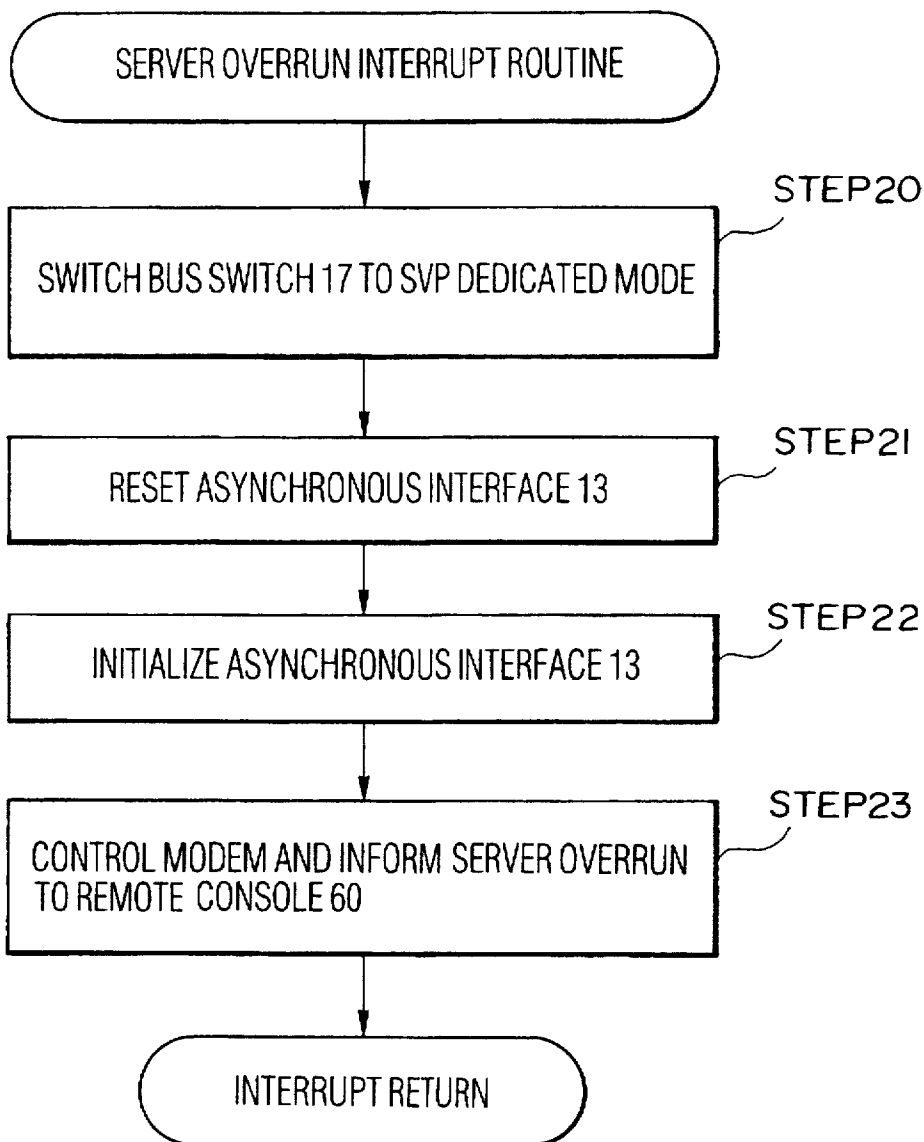 SERVER OVERRUN INTERRUPT ROUTINE
STEP20
SWITCH BUS SWITCH 17 TO SVP DEDICATED MODE
STEP21
RESET ASYNCHRONOUS INTERFACE 13
STEP22
INITIALIZE ASYNCHRONOUS INTERFACE 13
STEP23
CONTROL MODEM AND INFORM SERVER OVERRUN
TO REMOTE CONSOLE 60
INTERRUPT RETURN